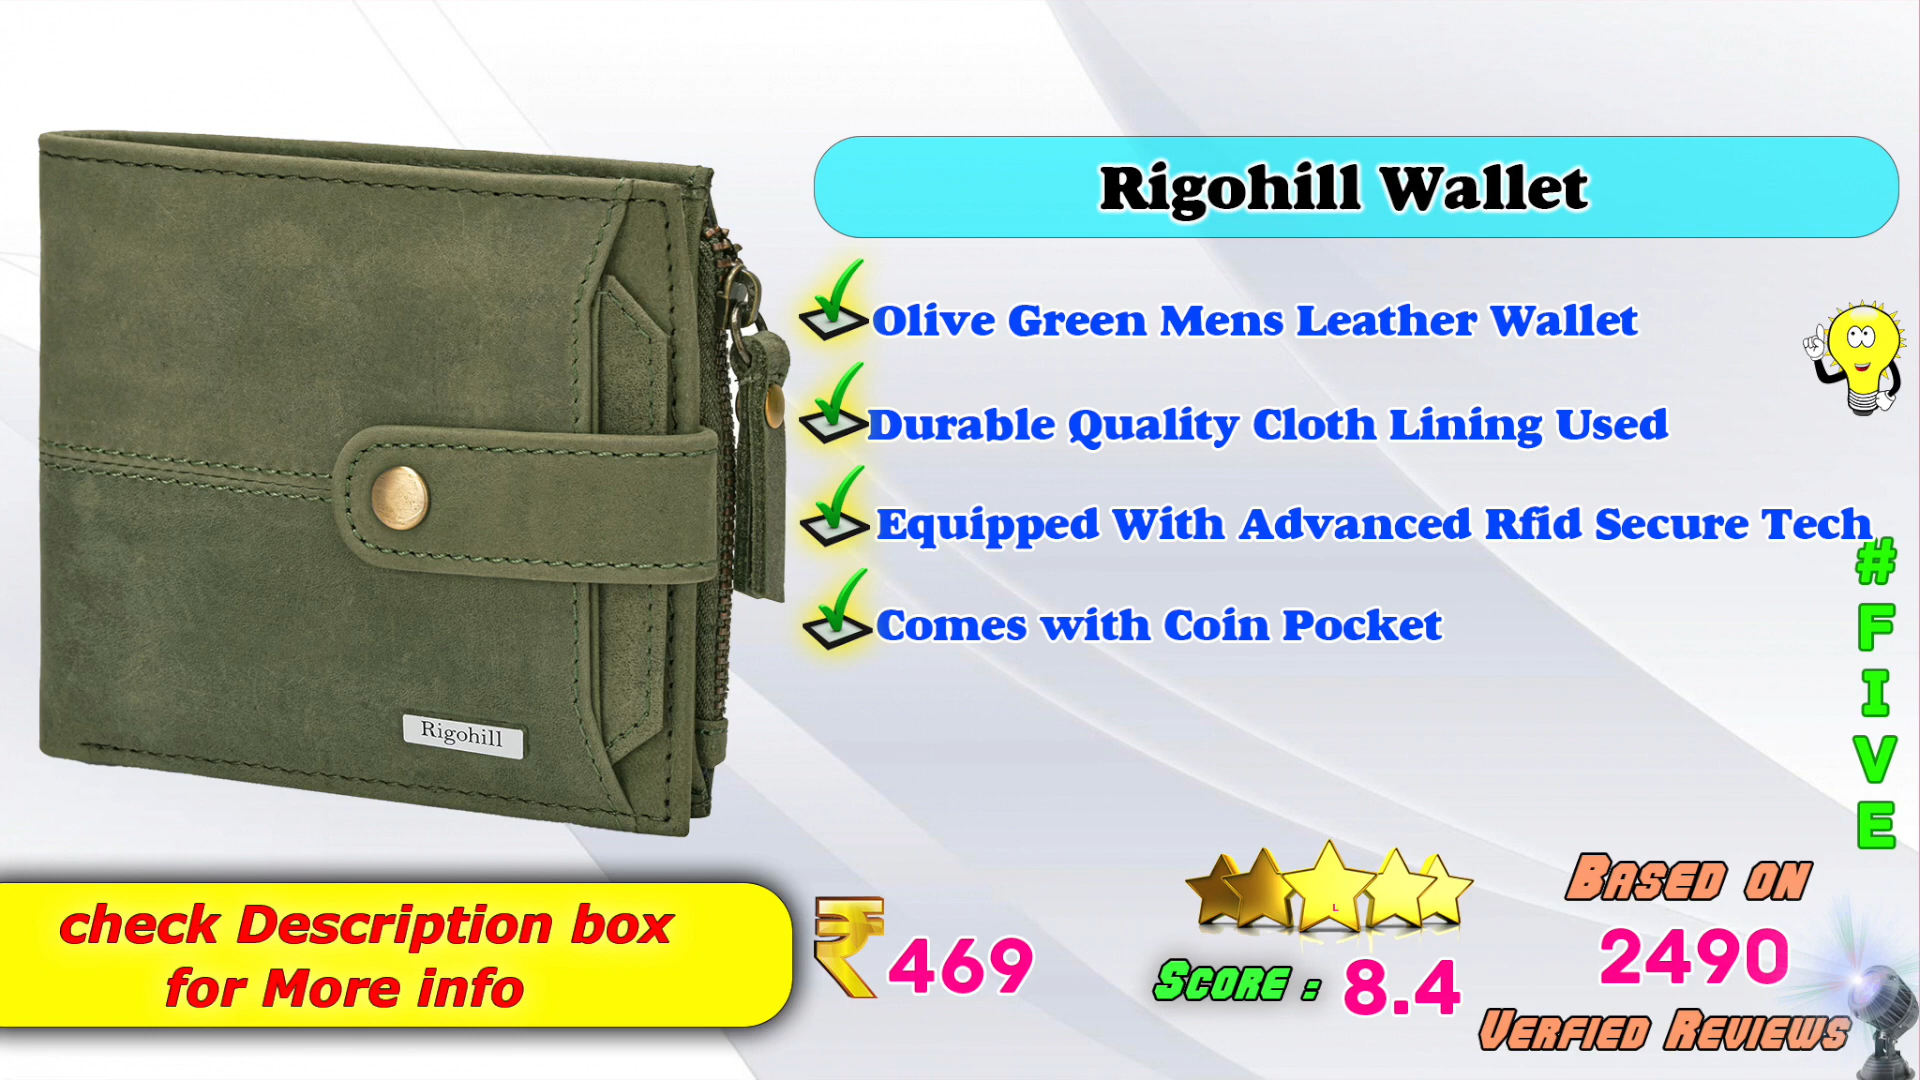 Rigohill Wallet
Olive Green Mens Leather Wallet
Durable Quality Cloth Lining Used
Equipped With Advanced Rfid Secure Tech
Comes with Coin Pocket
#FIVE
Rigohill
check Description box
for More info
₹ 469
L
Score : 8.4
Based on
2490
Verfied Reviews